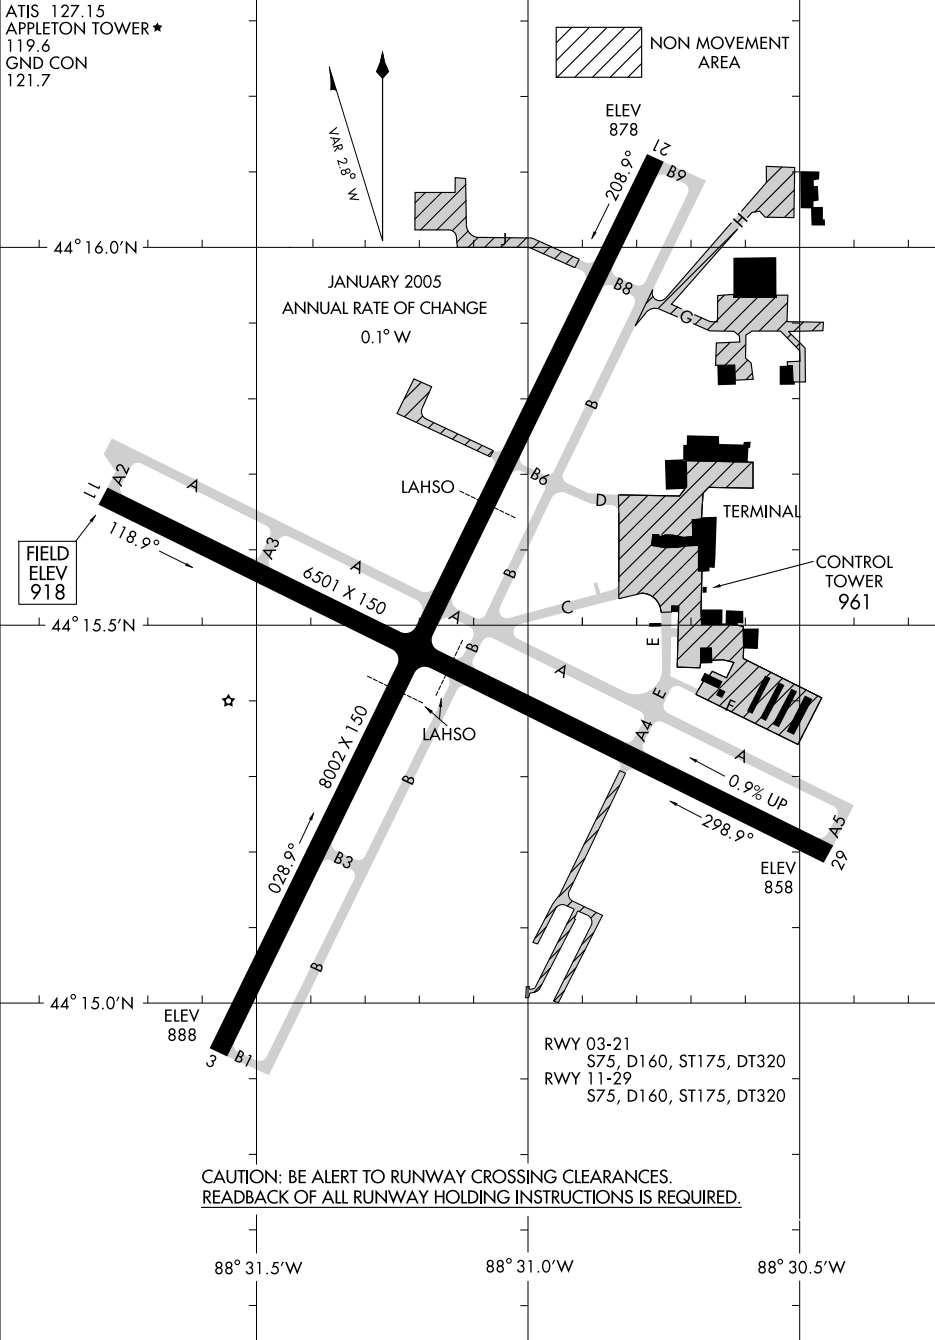 ATIS 127.15
APPLETON TOWER★
119.6
GND CON
121.7
NON MOVEMENT
AREA
ELEV
878
21
B9
208.9°
VAR 2.8° W
H
J
44° 16.0'N
JANUARY 2005
ANNUAL RATE OF CHANGE
0.1° W
B8
G
B
A2
A
11
LAHSO
B6
D
TERMINAL
118.9°
A3
A
6501 X 150
B
FIELD
ELEV
918
CONTROL
TOWER
961
C
L
A
44° 15.5'N
B
E
A
E
F
8002 X 150
LAHSO
A4
A
B
0.9% UP
298.9°
A5
29
ELEV
858
028.9°
B3
B
44° 15.0'N
ELEV
888
3
B1
RWY 03-21
S75, D160, ST175, DT320
RWY 11-29
S75, D160, ST175, DT320
CAUTION: BE ALERT TO RUNWAY CROSSING CLEARANCES.
READBACK OF ALL RUNWAY HOLDING INSTRUCTIONS IS REQUIRED.
88° 31.5'W
88° 31.0'W
88° 30.5'W